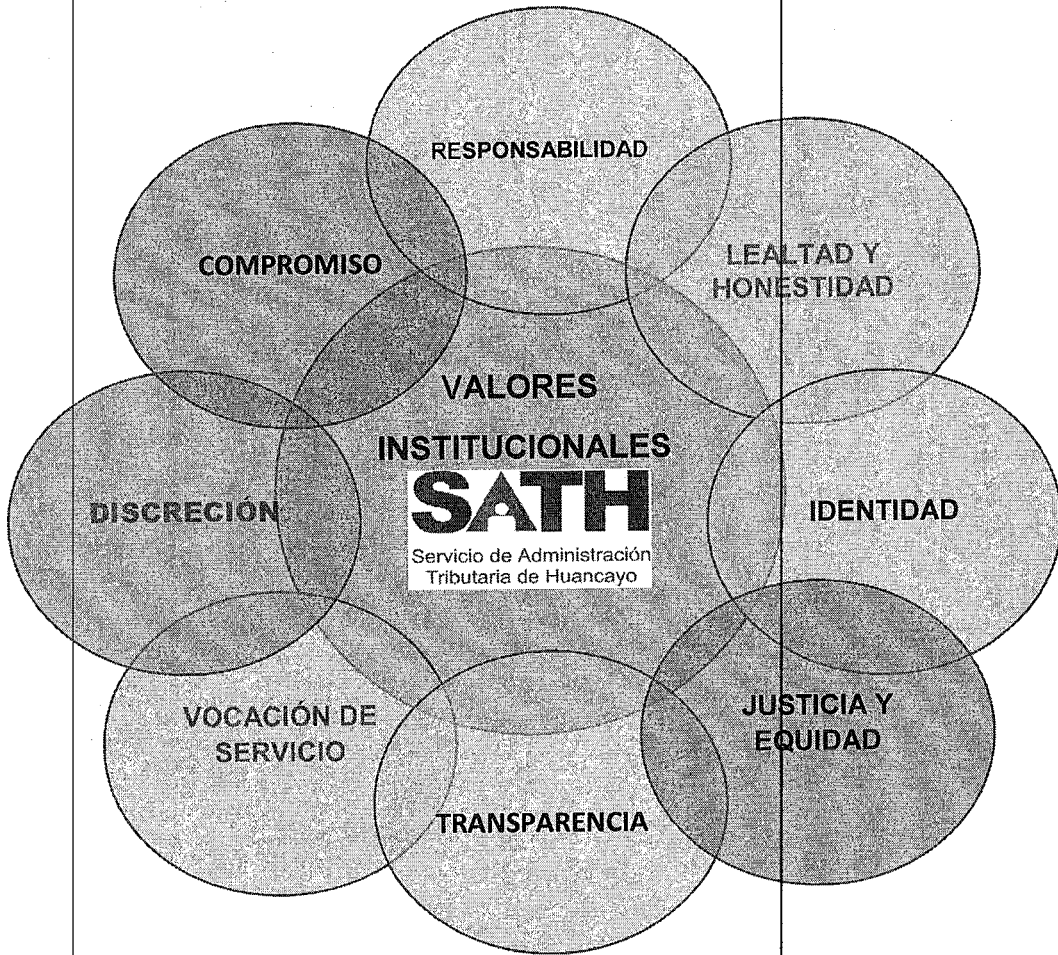 RESPONSABILIDAD
LEALTAD Y
HONESTIDAD
COMPROMISO
VALORES
INSTITUCIONALES
SATH
Servicio de Administración
Tributaria de Huancayo
DISCRECIÓN
IDENTIDAD
VOCACIÓN DE
SERVICIO
JUSTICIA Y
EQUIDAD
TRANSPARENCIA